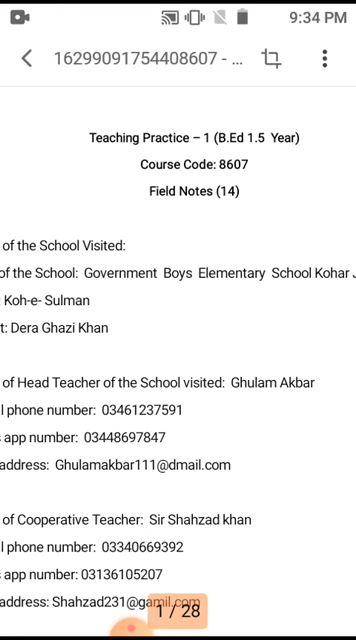 9:34 PM
16299091754408607 - ...
Teaching Practice – 1 (B.Ed 1.5 Year)
Course Code: 8607
Field Notes (14)
of the School Visited:
of the School: Government Boys Elementary School Kohar J
: Koh-e- Sulman
t: Dera Ghazi Khan
of Head Teacher of the School visited: Ghulam Akbar
l phone number: 03461237591
s app number: 03448697847
address: Ghulamakbar111@dmail.com
of Cooperative Teacher: Sir Shahzad khan
l phone number: 03340669392
s app number: 03136105207
address: Shahzad231@gamil.com
1 / 28